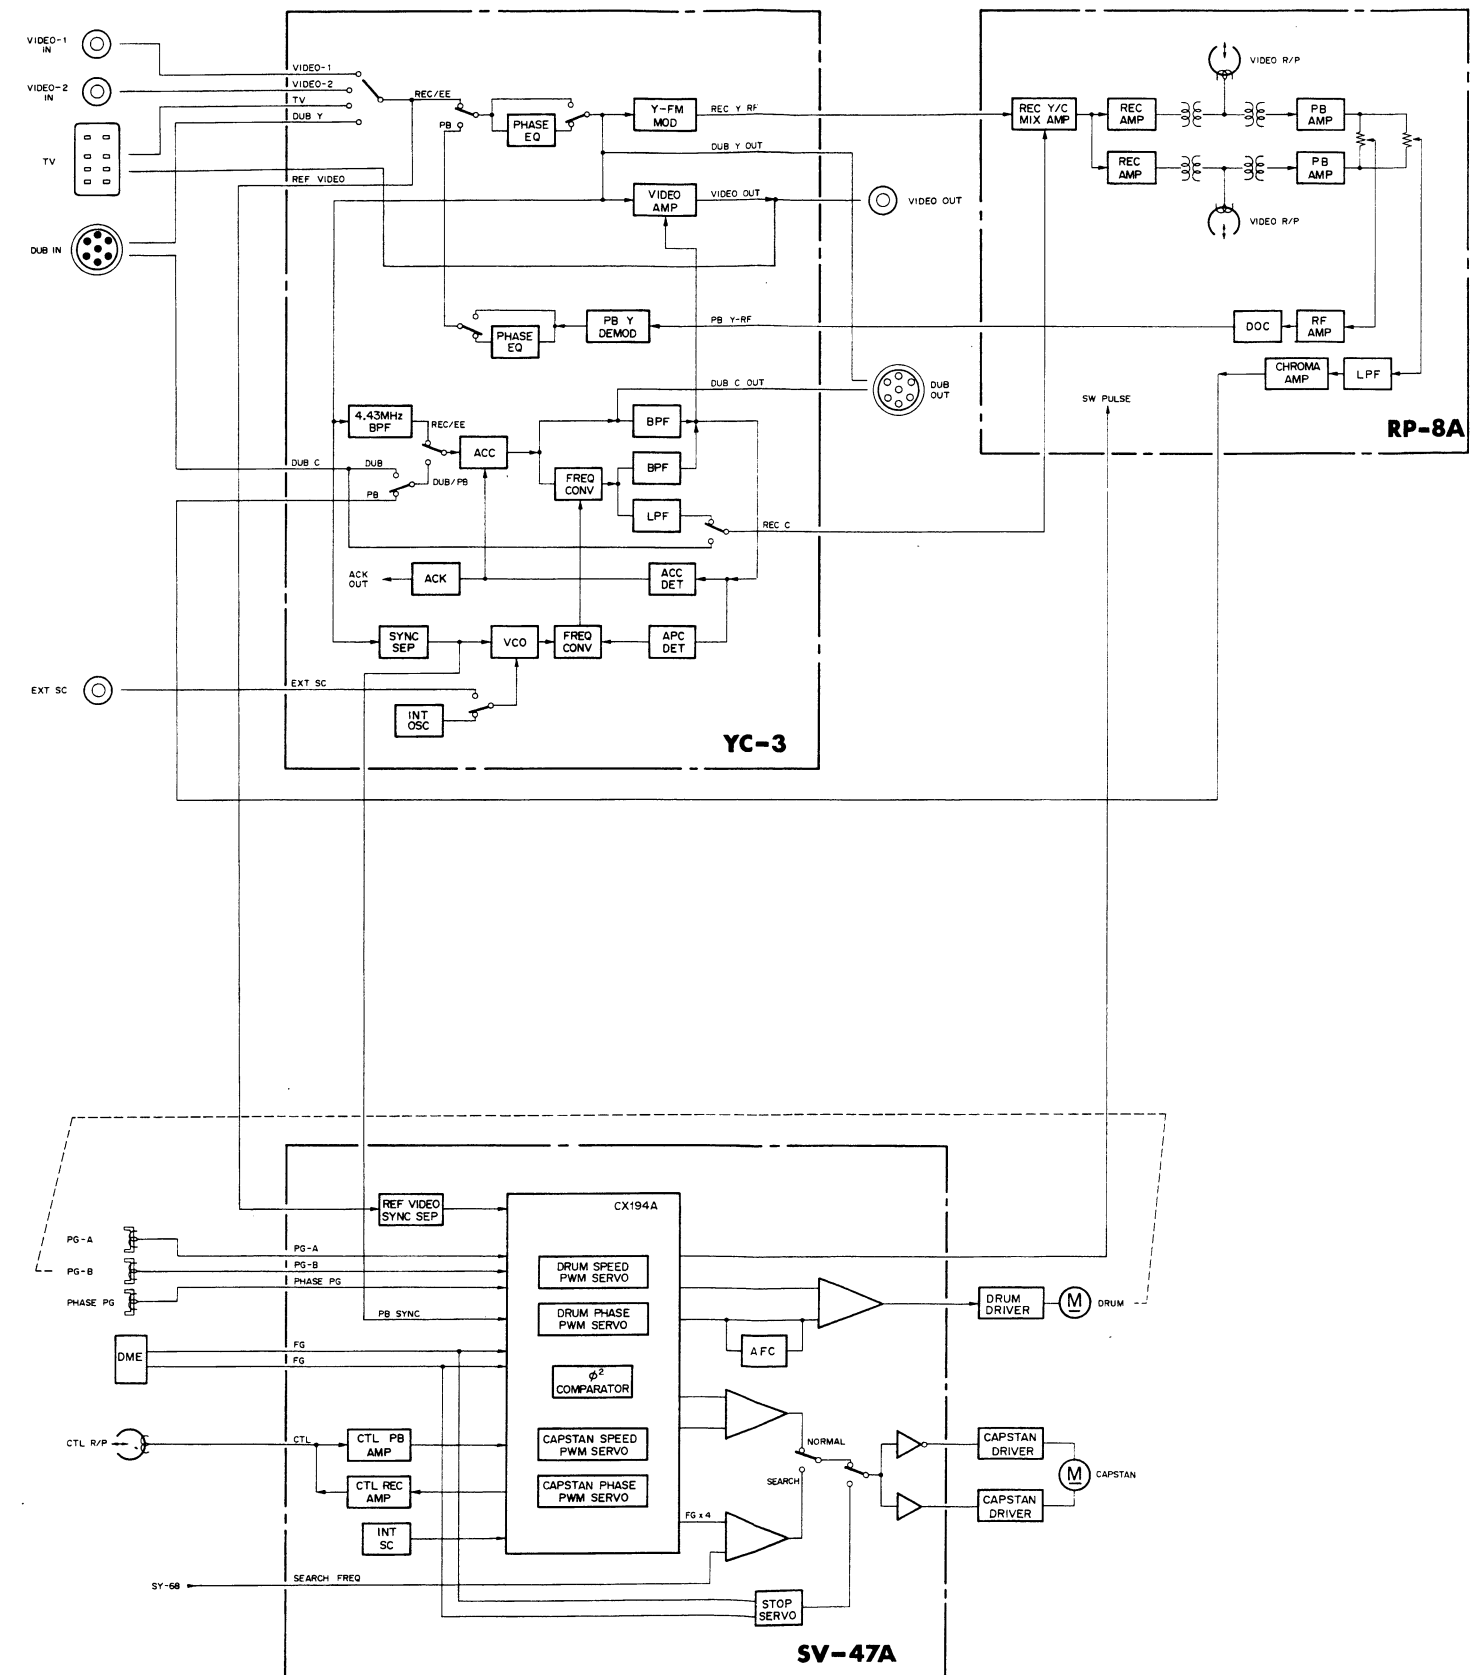 VIDEO-1
IN
VIDEO-2
IN
TV
DUB IN
VIDEO-1
VIDEO-2
TV
DUB Y
REF VIDEO
REC/EE
PB
PHASE
EQ
Y-FM
MOD
REC Y RF
DUB Y OUT
VIDEO
AMP
VIDEO OUT
VIDEO OUT
PHASE
EQ
PB Y
DEMOD
PB Y-RF
DUB C OUT
DUB
OUT
4.43MHz
BPF
REC/EE
ACC
BPF
DUB C
DUB
DUB/PB
PB
FREQ
CONV
BPF
LPF
REC C
ACK
OUT
ACK
ACC
DET
SYNC
SEP
VCO
FREQ
CONV
APC
DET
EXT SC
EXT SC
INT
OSC
YC-3
REC Y/C
MIX AMP
REC
AMP
REC
AMP
VIDEO R/P
VIDEO R/P
PB
AMP
PB
AMP
DOC
RF
AMP
CHROMA
AMP
LPF
SW PULSE
RP-8A
REF VIDEO
SYNC SEP
CX194A
PG-A
PG-B
PHASE PG
PG-A
PG-B
PHASE PG
PB SYNC
DRUM SPEED
PWM SERVO
DRUM PHASE
PWM SERVO
AFC
DRUM
DRIVER
M
DRUM
DME
FG
FG
φ2
COMPARATOR
CTL R/P
CTL
CTL PB
AMP
CTL REC
AMP
CAPSTAN SPEED
PWM SERVO
CAPSTAN PHASE
PWM SERVO
NORMAL
SEARCH
CAPSTAN
DRIVER
M
CAPSTAN
CAPSTAN
DRIVER
INT
SC
FG x 4
SY-68
SEARCH FREQ
STOP
SERVO
SV-47A